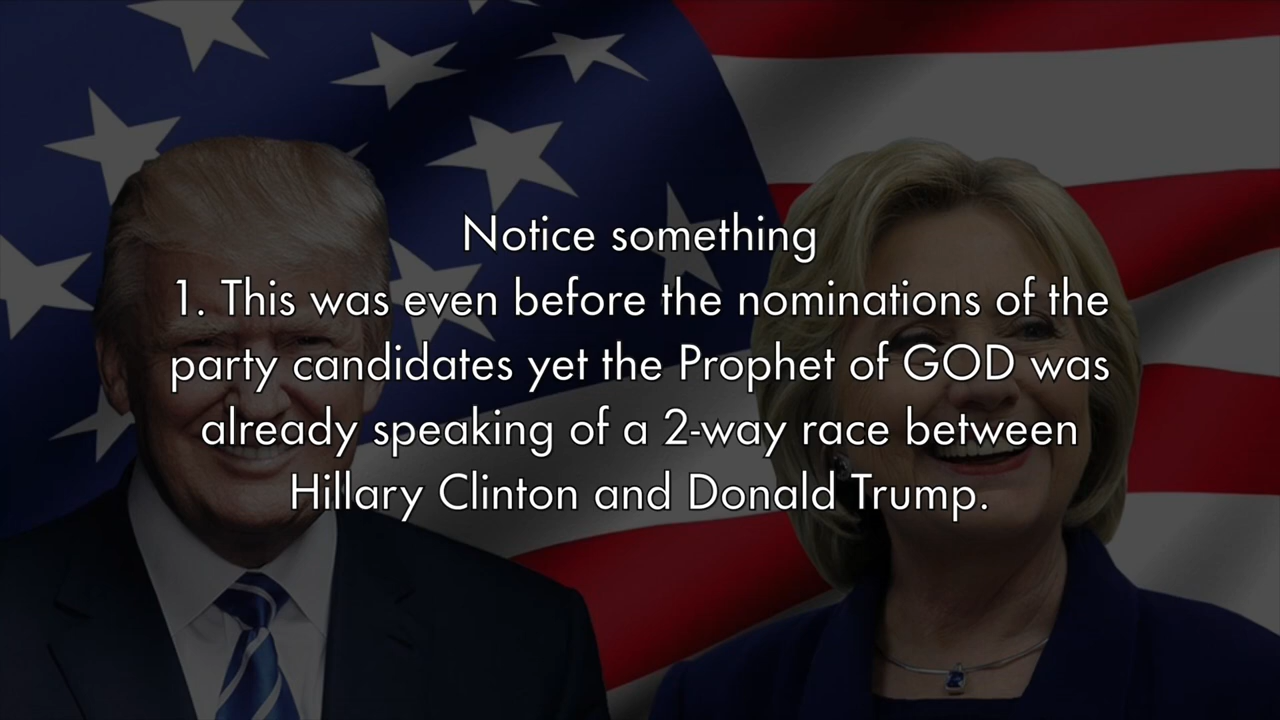 Notice something
1. This was even before the nominations of the
party candidates yet the Prophet of GOD was
already speaking of a 2-way race between
Hillary Clinton and Donald Trump.